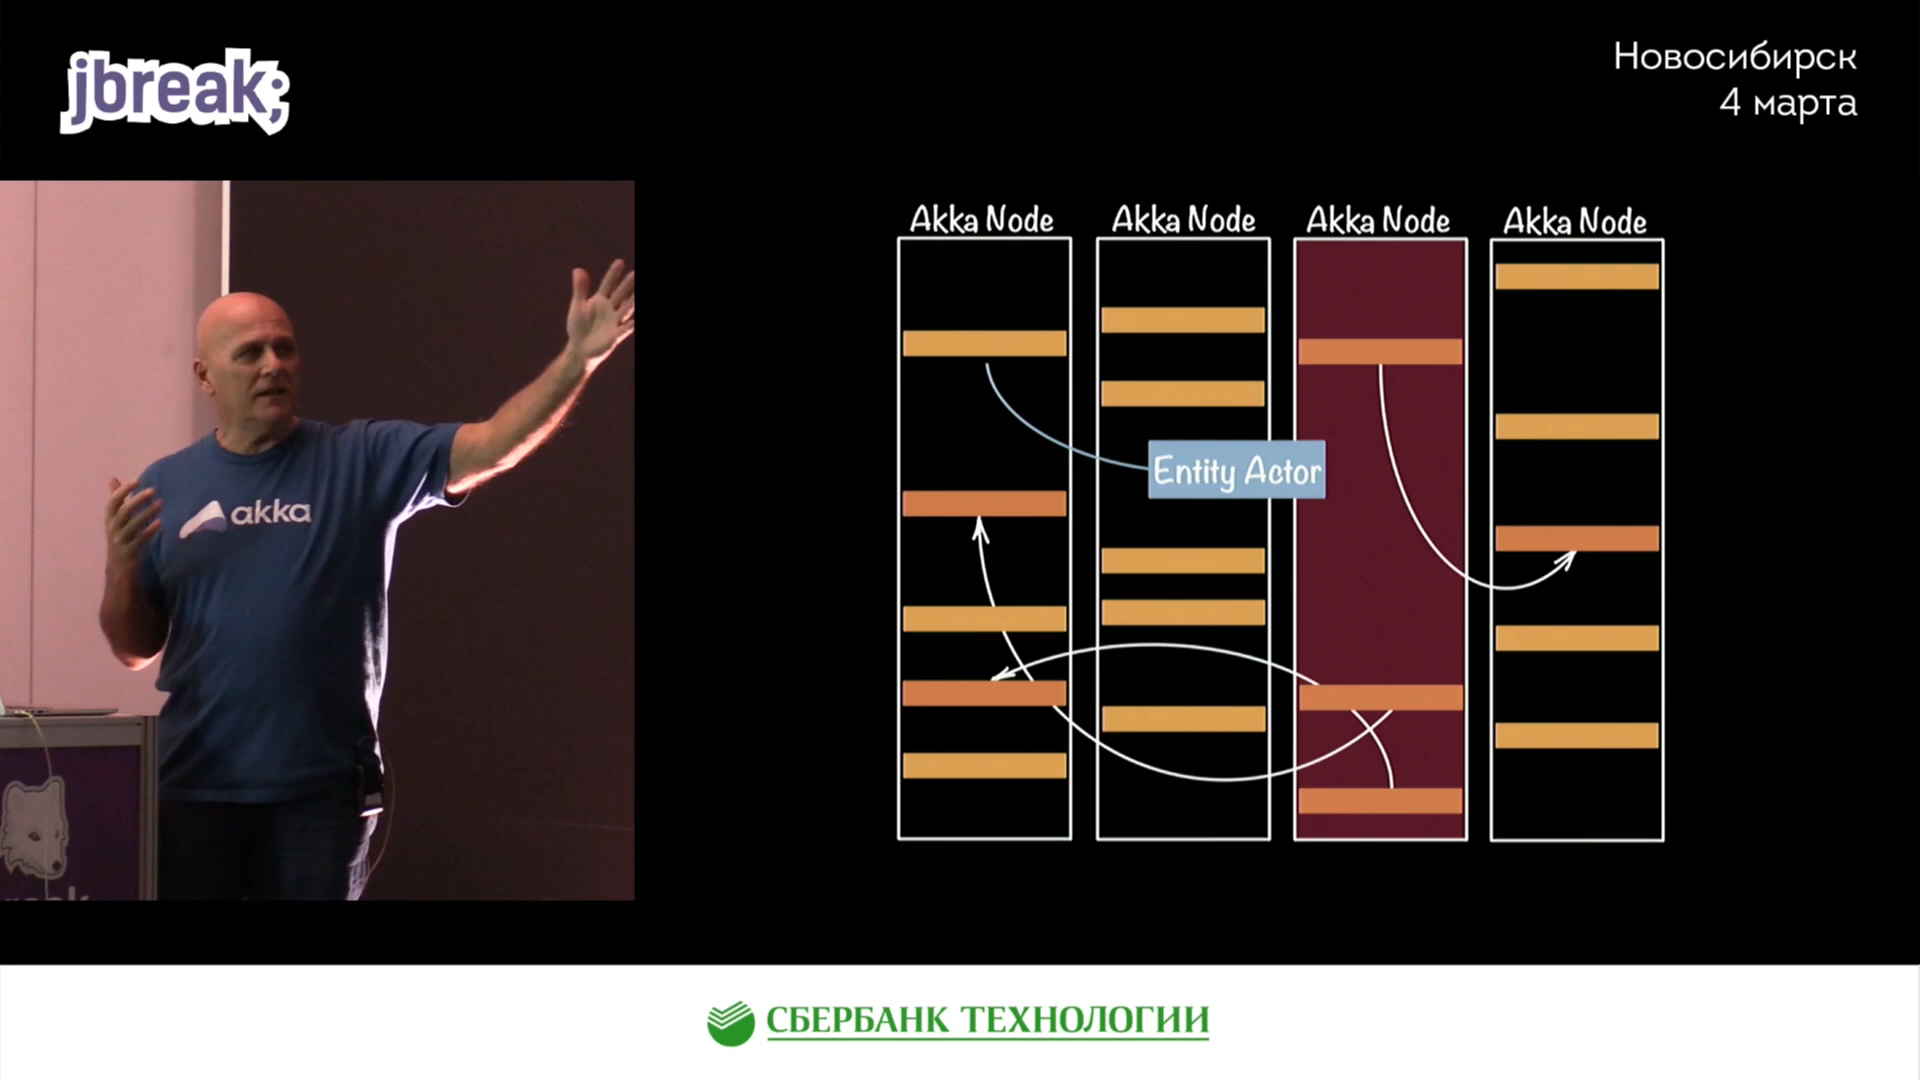 jbreak;
Новосибирск
4 марта
Akka Node
Akka Node
Akka Node
Akka Node
Entity Actor
akka
СБЕРБАНК ТЕХНОЛОГИИ